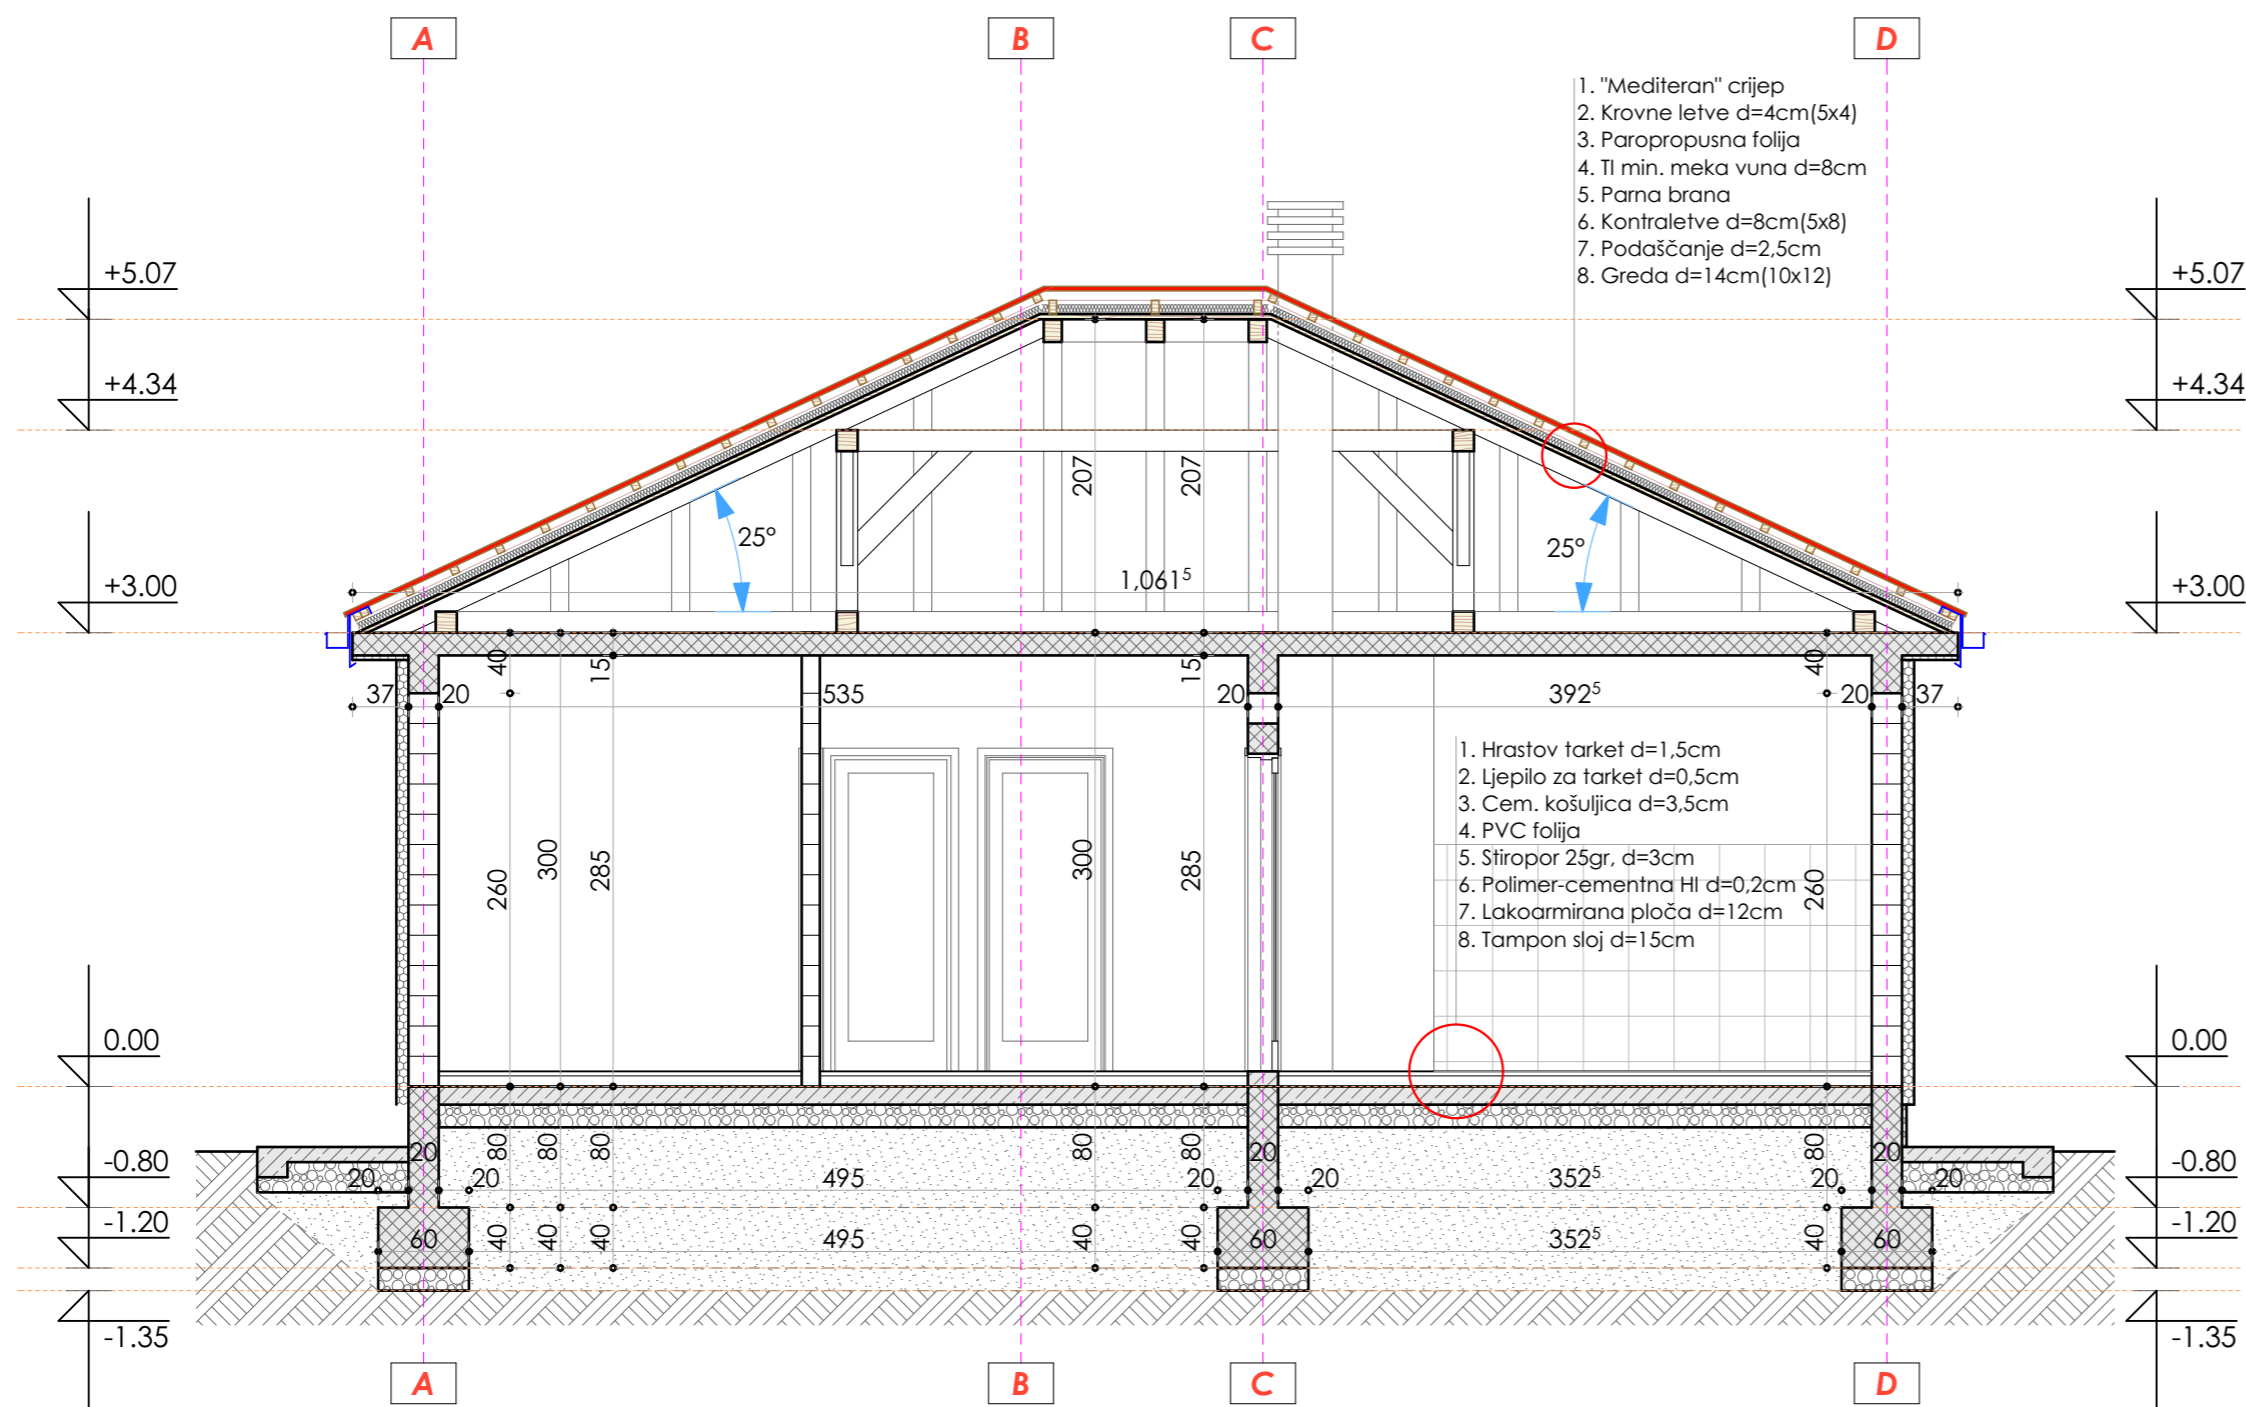 A B C D
1. "Mediteran" crijep
2. Krovne letve d=4cm(5x4)
3. Paropropusna folija
4. TI min. meka vuna d=8cm
5. Parna brana
6. Kontraletve d=8cm(5x8)
7. Podaščanje d=2,5cm
8. Greda d=14cm(10x12)
+5.07 +5.07
+4.34 +4.34
207 207
25° 25°
1,061⁵
+3.00 +3.00
40 15 15 40
37 20 535 20 392⁵ 20 37
1. Hrastov tarket d=1,5cm
2. Ljepilo za tarket d=0,5cm
3. Cem. košuljica d=3,5cm
4. PVC folija
5. Stiropor 25gr, d=3cm
6. Polimer-cementna HI d=0,2cm
7. Lakoarmirana ploča d=12cm
8. Tampon sloj d=15cm
260 300 285 300 285 260
0.00 0.00
20 80 80 80 80 80 20 80 20
-0.80 -0.80
20 20 495 20 20 352⁵ 20 20
-1.20 -1.20
60 40 40 40 495 40 40 60 352⁵ 40 60
-1.35 -1.35
A B C D